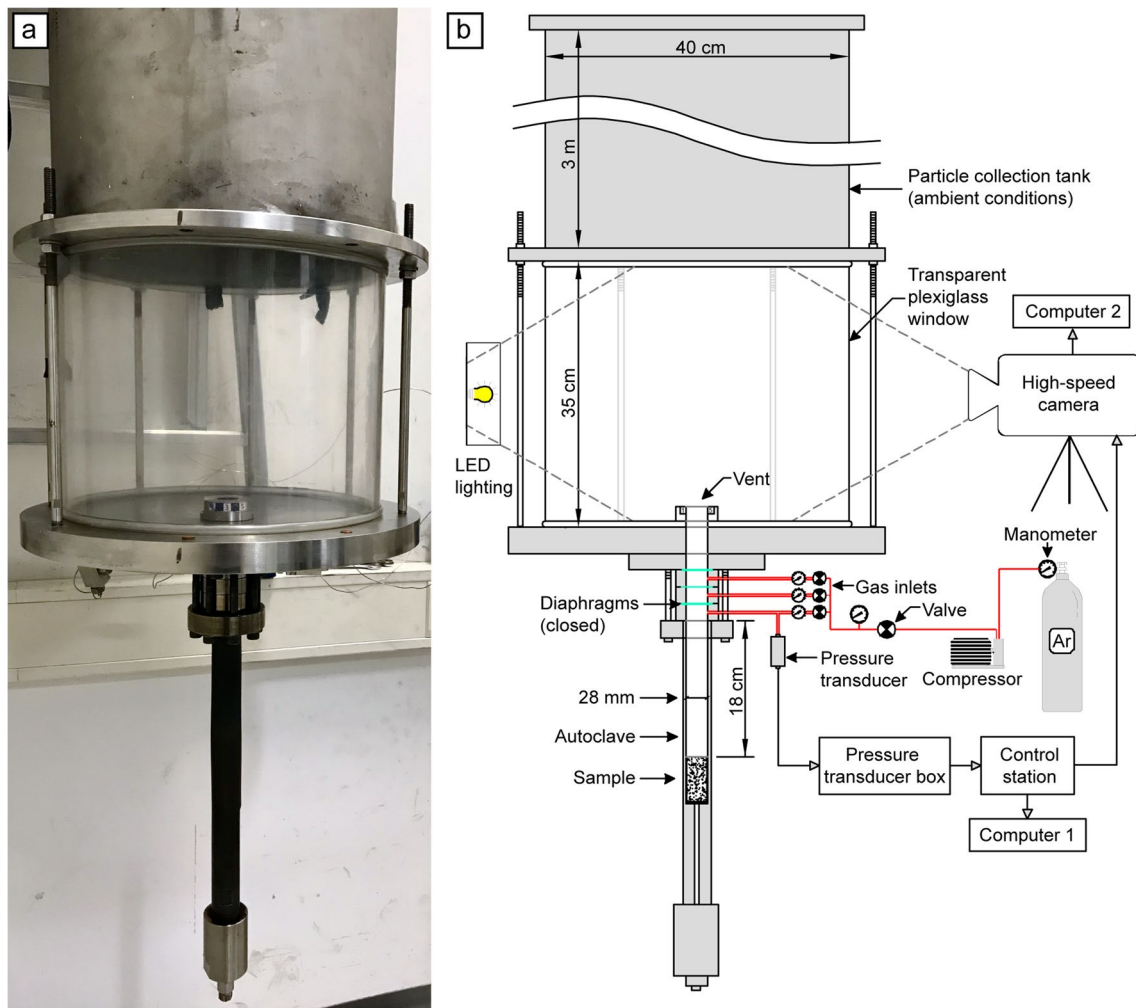 a
b
40 cm
3 m
Particle collection tank
(ambient conditions)
Transparent
plexiglass
window
Computer 2
High-speed
camera
35 cm
LED
lighting
Vent
Manometer
Gas inlets
Diaphragms
(closed)
Valve
Ar
Pressure
transducer
Compressor
18 cm
28 mm
Autoclave
Sample
Pressure
transducer box
Control
station
Computer 1